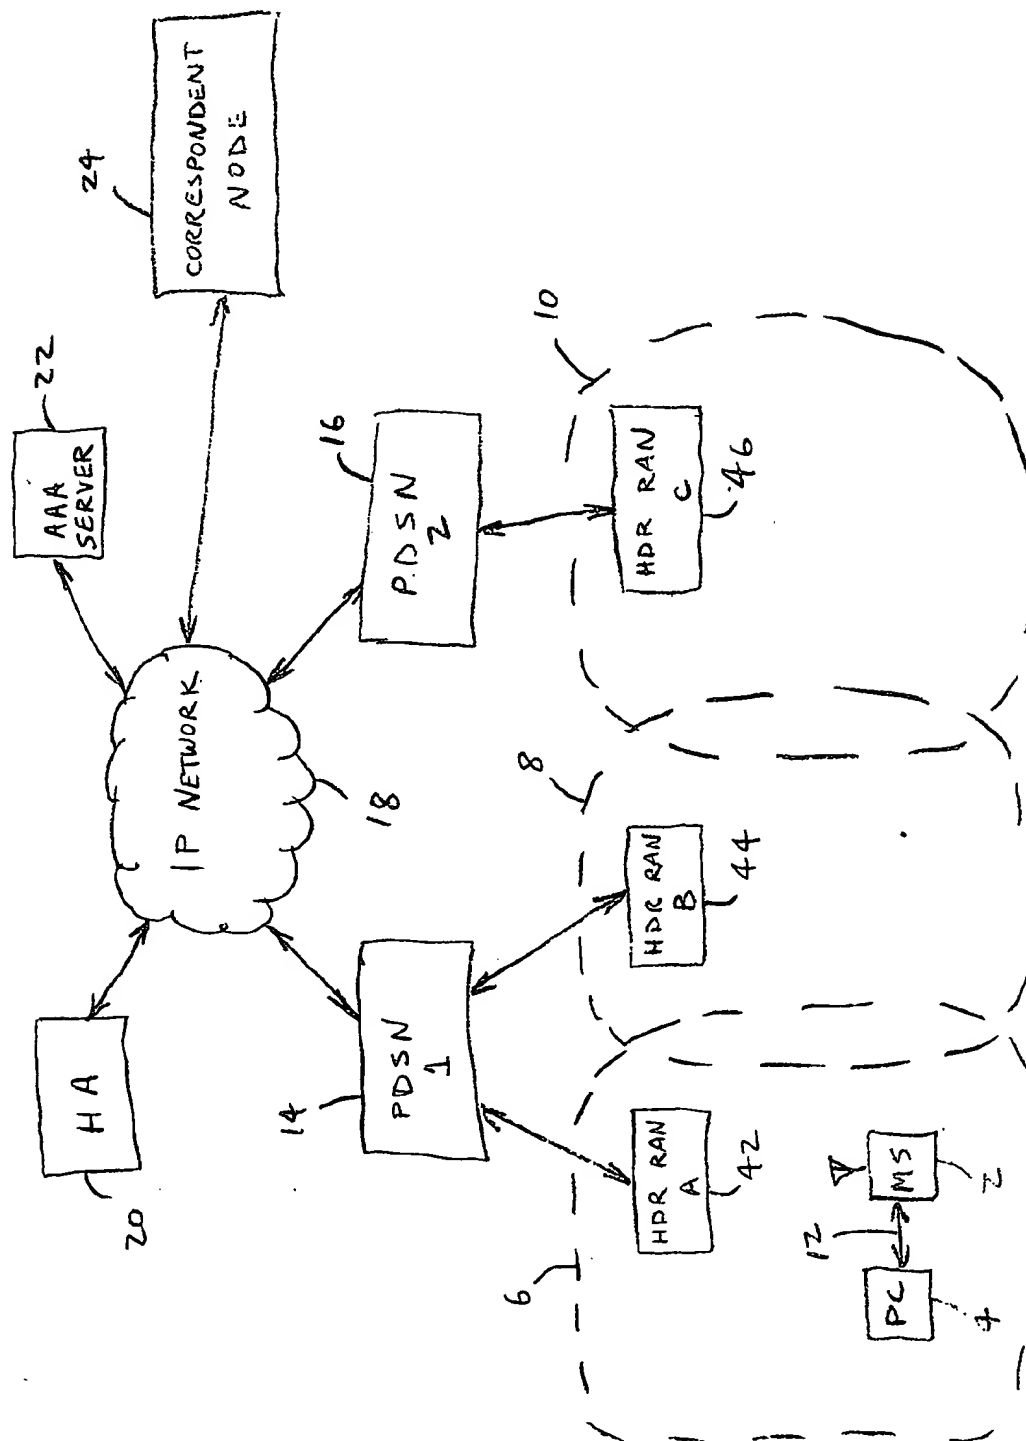 HA
20
AAA
SERVER
22
CORRESPONDENT
NODE
24
IP NETWORK
18
PDSN
1
14
P.DSN
2
16
HDR RAN
A
42
HDR RAN
B
44
HDR RAN
C
46
6
8
10
PC
12
MS